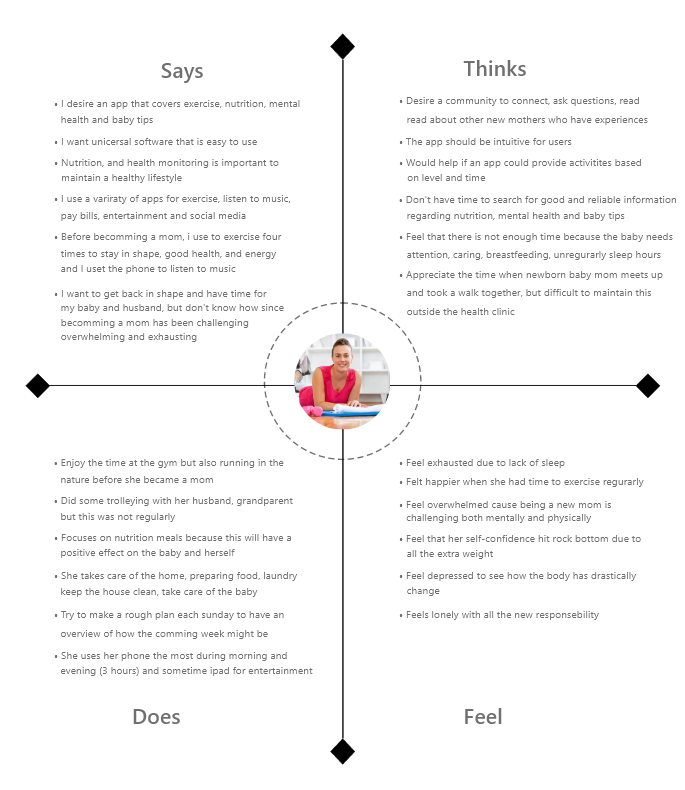 Says
• I desire an app that covers exercise, nutrition, mental
health and baby tips
• I want unicersal software that is easy to use
• Nutrition, and health monitoring is important to
maintain a healthy lifestyle
• I use a variraty of apps for exercise, listen to music,
pay bills, entertainment and social media
• Before becomming a mom, i use to exercise four
times to stay in shape, good health, and energy
and I uset the phone to listen to music
• I want to get back in shape and have time for
my baby and husband, but don't know how since
becomming a mom has been challenging
overwhelming and exhausting
Thinks
• Desire a community to connect, ask questions, read
read about other new mothers who have experiences
• The app should be intuitive for users
• Would help if an app could provide activitites based
on level and time
• Don't have time to search for good and reliable information
regarding nutrition, mental health and baby tips
• Feel that there is not enough time because the baby needs
attention, caring, breastfeeding, unregurarly sleep hours
• Appreciate the time when newborn baby mom meets up
and took a walk together, but difficult to maintain this
outside the health clinic
• Enjoy the time at the gym but also running in the
nature before she became a mom
• Did some trolleying with her husband, grandparent
but this was not regularly
• Focuses on nutrition meals because this will have a
positive effect on the baby and herself
• She takes care of the home, preparing food, laundry
keep the house clean, take care of the baby
• Try to make a rough plan each sunday to have an
overview of how the comming week might be
• She uses her phone the most during morning and
evening (3 hours) and sometime ipad for entertainment
Does
• Feel exhausted due to lack of sleep
• Felt happier when she had time to exercise regurarly
• Feel overwhelmed cause being a new mom is
challenging both mentally and physically
• Feel that her self-confidence hit rock bottom due to
all the extra weight
• Feel depressed to see how the body has drastically
change
• Feels lonely with all the new responsebility
Feel